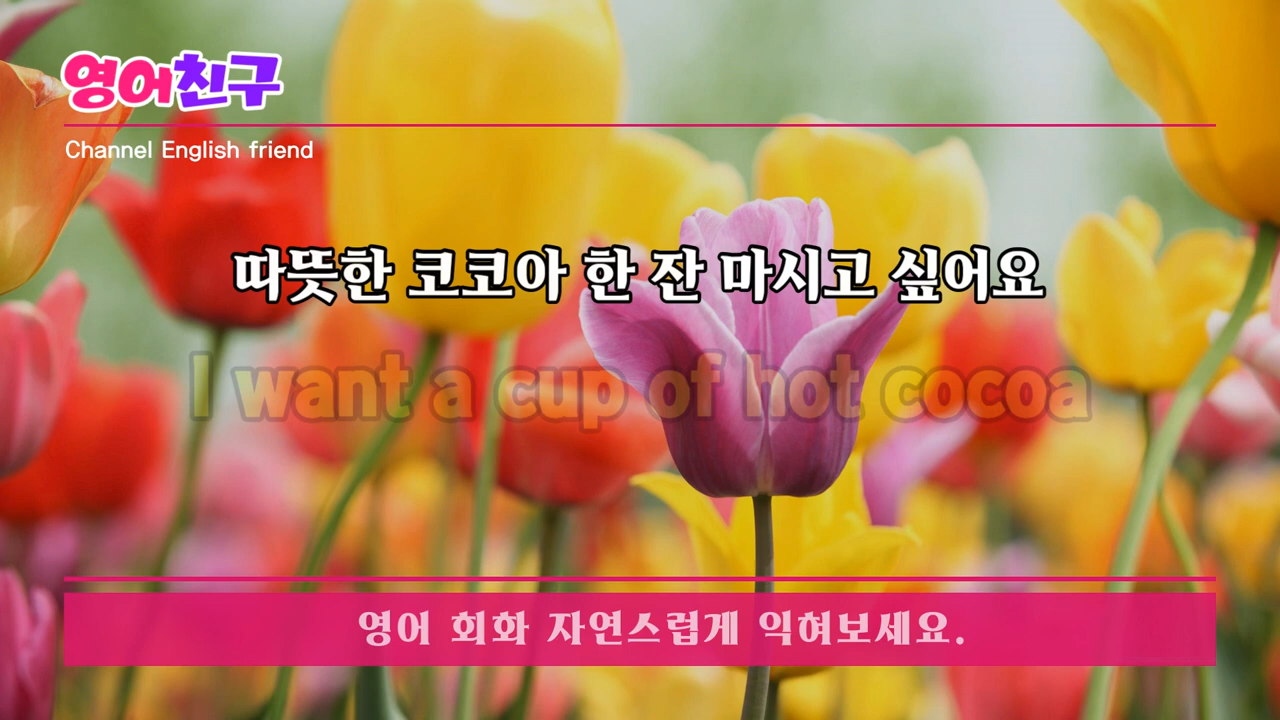 영어친구
Channel English friend
따뜻한 코코아 한 잔 마시고 싶어요
I want a cup of hot cocoa
영어 회화 자연스럽게 익혀보세요.